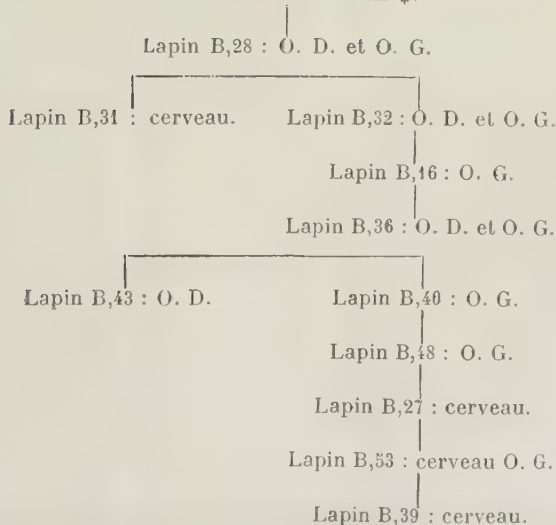 Lapin B,28 : O. D. et O. G.
Lapin B,31 : cerveau. Lapin B,32 : O. D. et O. G.
Lapin B,16 : O. G.
Lapin B,36 : O. D. et O. G.
Lapin B,43 : O. D. Lapin B,40 : O. G.
Lapin B,48 : O. G.
Lapin B,27 : cerveau.
Lapin B,53 : cerveau O. G.
Lapin B,39 : cerveau.